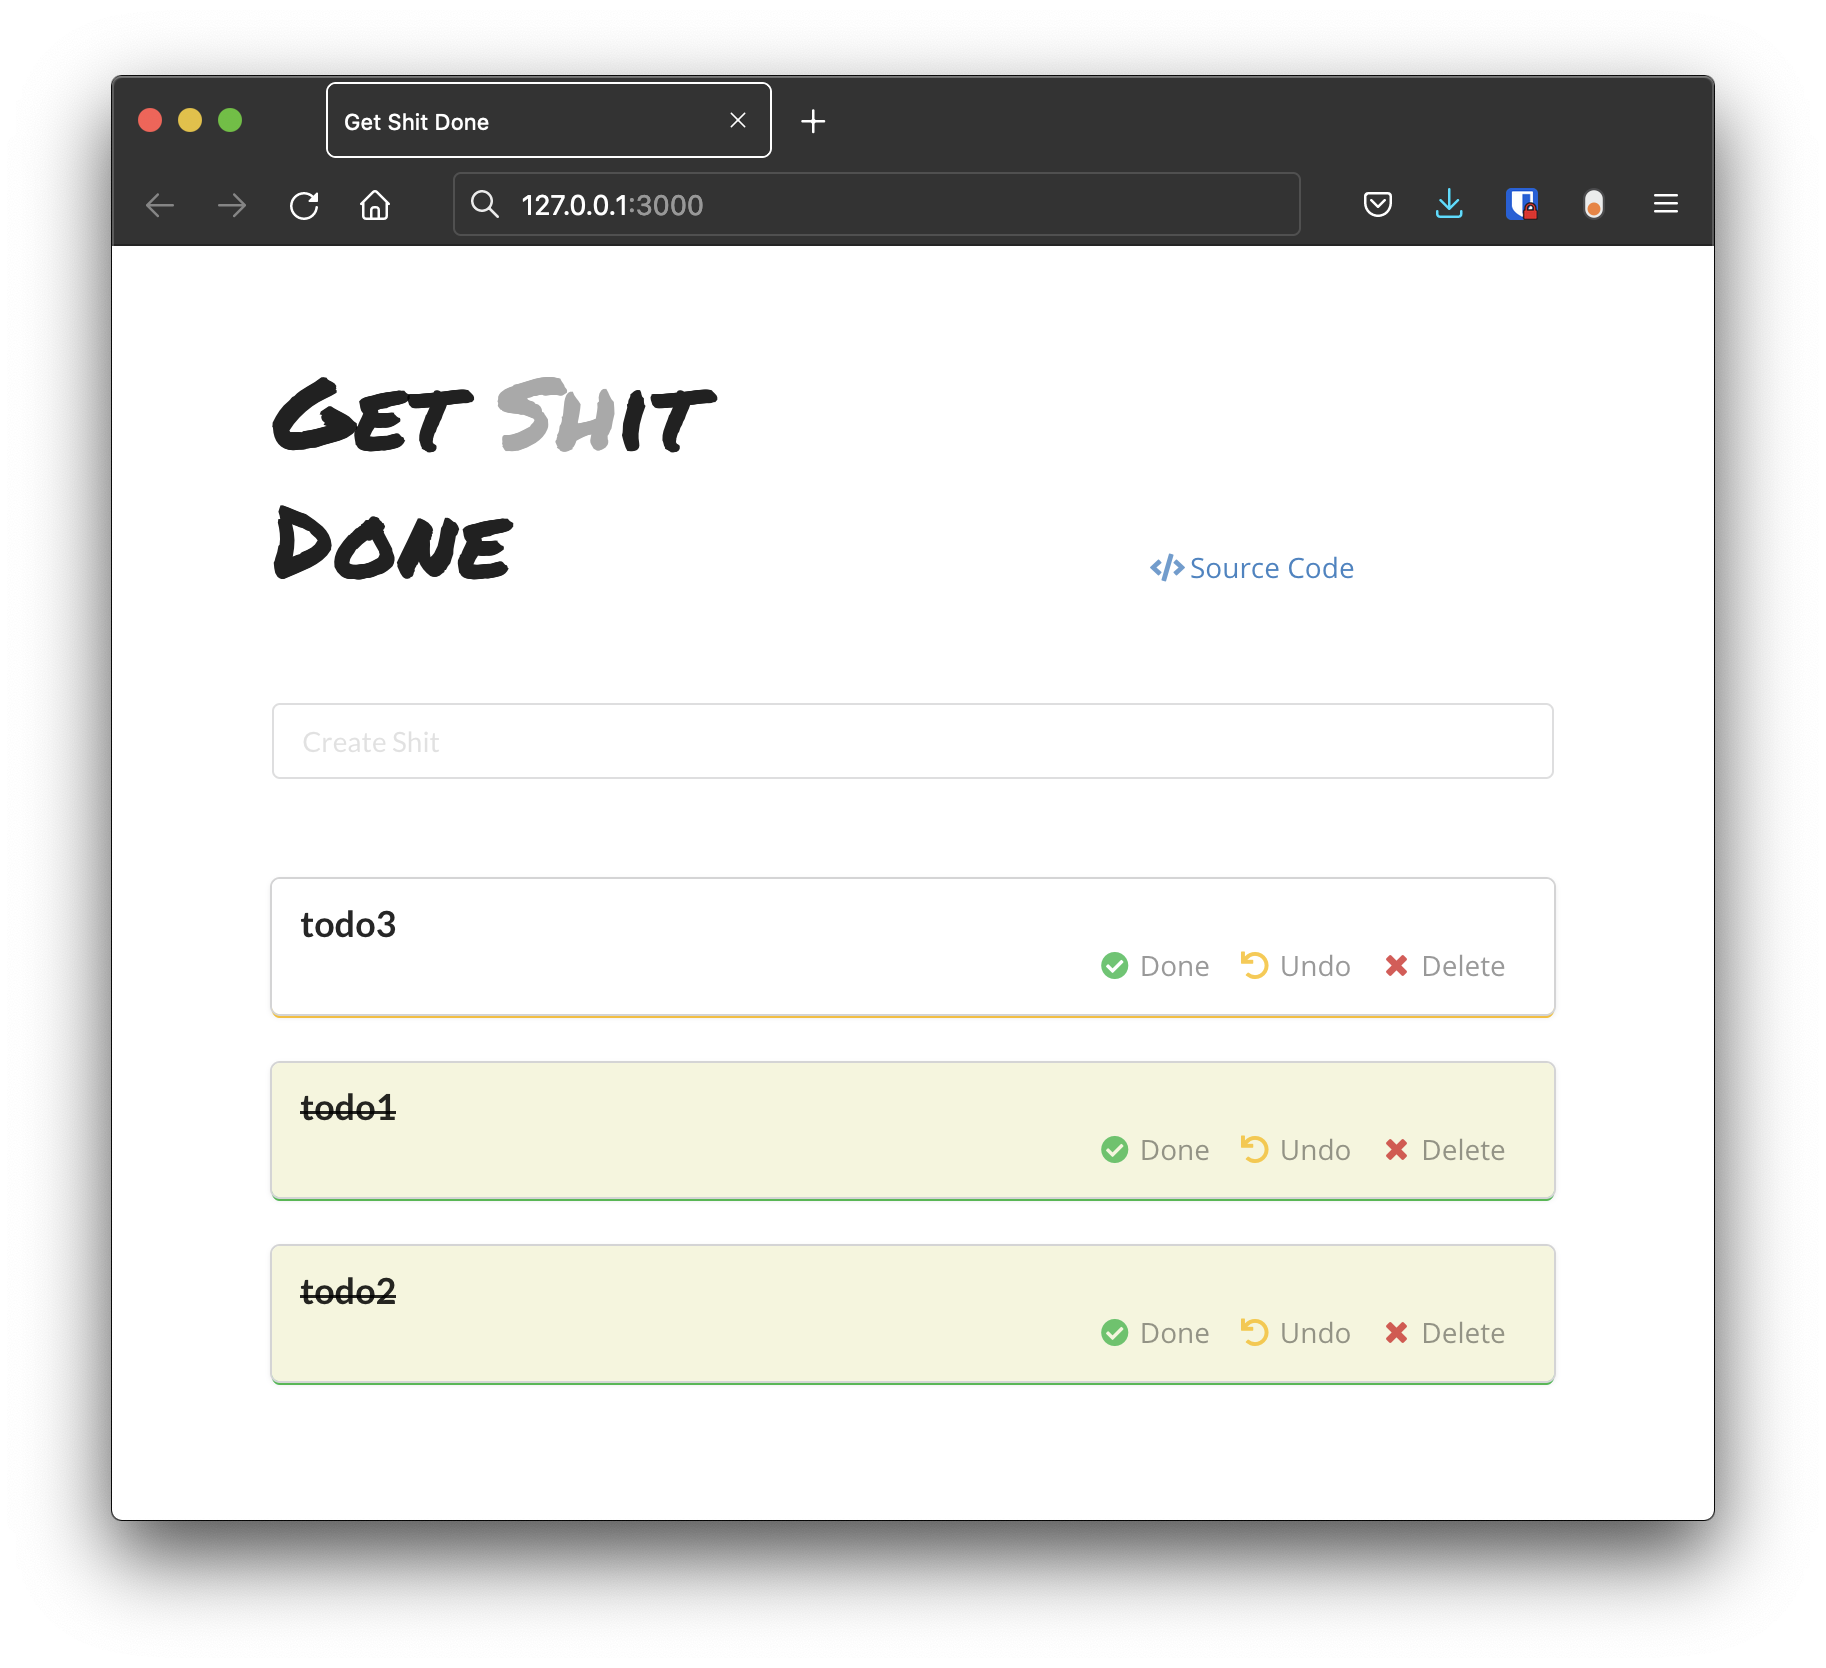 Get Shit Done
127.0.0.1:3000
Get Shit
Done
Source Code
Create Shit
todo3
Done Undo Delete
todo1
Done Undo Delete
todo2
Done Undo Delete